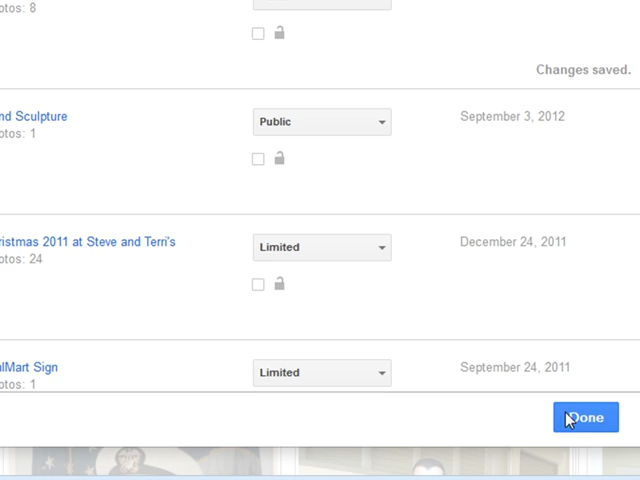 otos: 8
Changes saved.
nd Sculpture
Public
September 3, 2012
otos: 1
ristmas 2011 at Steve and Terri's
Limited
December 24, 2011
otos: 24
lMart Sign
Limited
September 24, 2011
otos: 1
Done